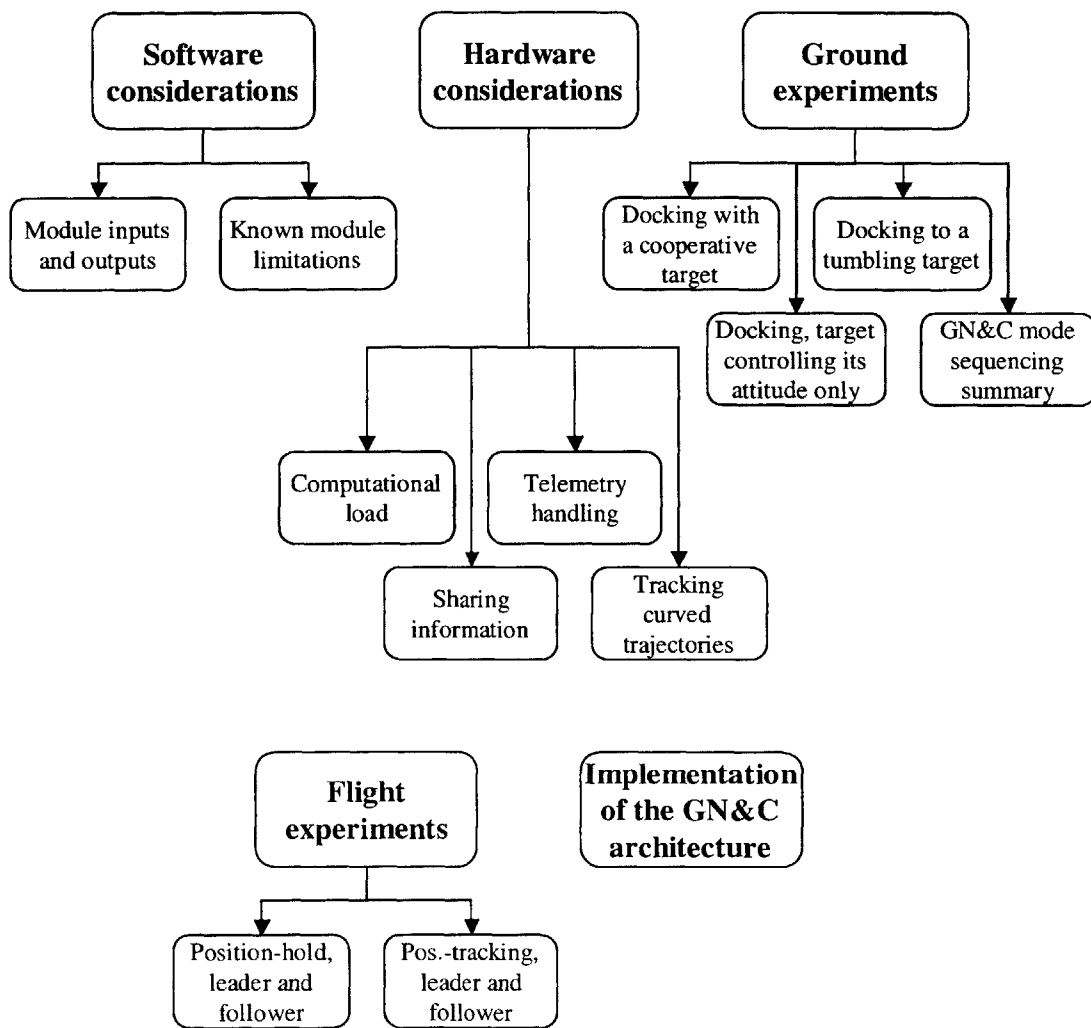 Software
considerations
Hardware
considerations
Ground
experiments
Module inputs
and outputs
Known module
limitations
Docking with
a cooperative
target
Docking to a
tumbling target
Docking, target
controlling its
attitude only
GN&C mode
sequencing
summary
Computational
load
Telemetry
handling
Sharing
information
Tracking
curved
trajectories
Flight
experiments
Implementation
of the GN&C
architecture
Position-hold,
leader and
follower
Pos.-tracking,
leader and
follower